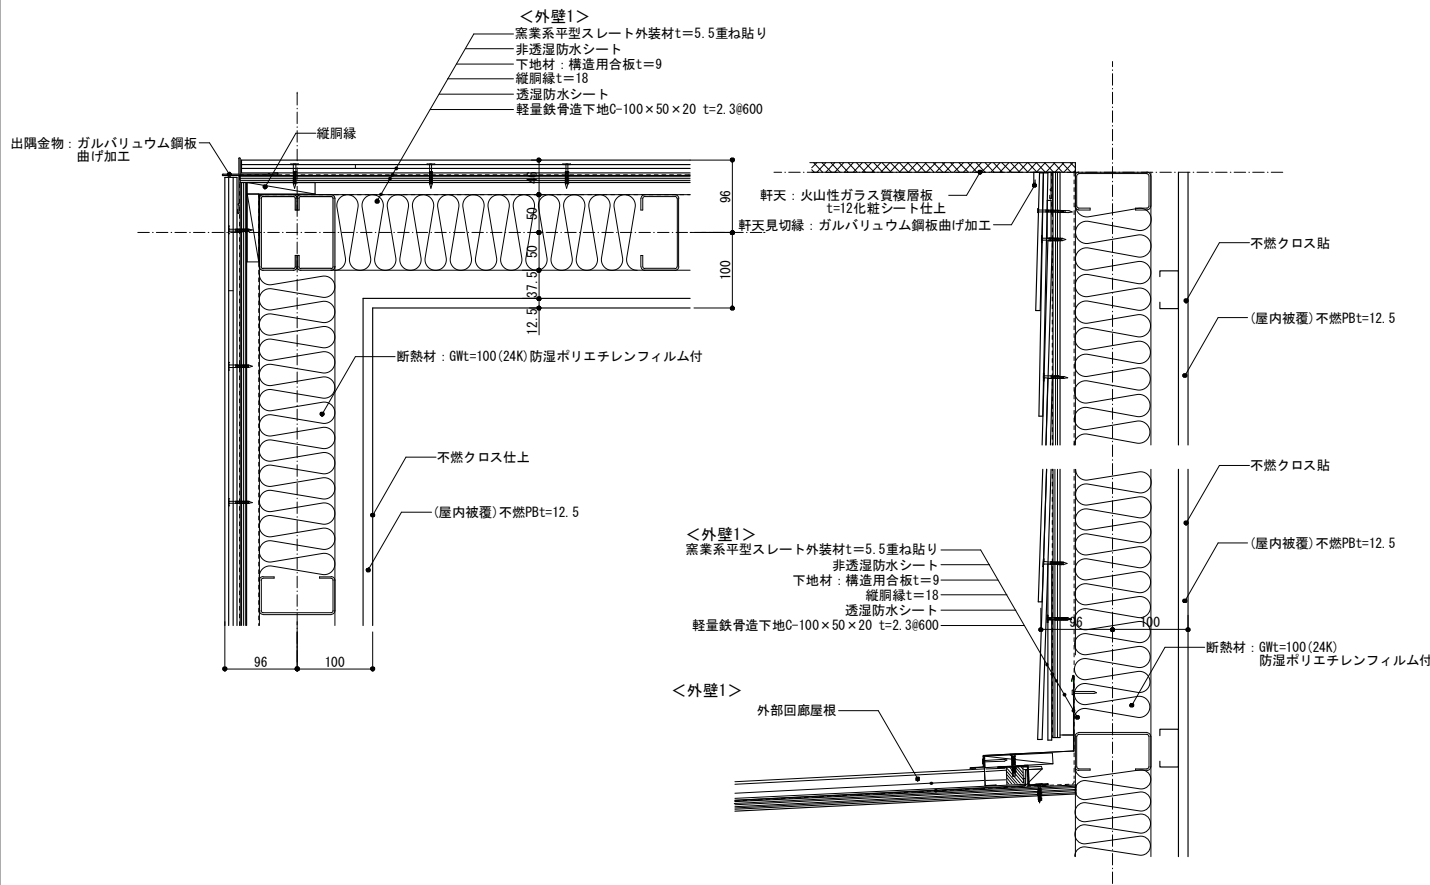 ＜外壁1＞
窯業系平型スレート外装材t=5.5重ね貼り
非透湿防水シート
下地材：構造用合板t=9
縦胴縁t=18
透湿防水シート
軽量鉄骨造下地C-100×50×20 t=2.3@600
出隅金物：ガルバリュウム鋼板
曲げ加工
縦胴縁
46
50
50
37.5
12.5
96
100
断熱材：GWt=100(24K)防湿ポリエチレンフィルム付
不燃クロス仕上
(屋内被覆)不燃PBt=12.5
96
100
軒天：火山性ガラス質複層板
t=12化粧シート仕上
軒天見切縁：ガルバリュウム鋼板曲げ加工
不燃クロス貼
(屋内被覆)不燃PBt=12.5
不燃クロス貼
(屋内被覆)不燃PBt=12.5
＜外壁1＞
窯業系平型スレート外装材t=5.5重ね貼り
非透湿防水シート
下地材：構造用合板t=9
縦胴縁t=18
透湿防水シート
軽量鉄骨造下地C-100×50×20 t=2.3@600
96
100
断熱材：GWt=100(24K)
防湿ポリエチレンフィルム付
＜外壁1＞
外部回廊屋根